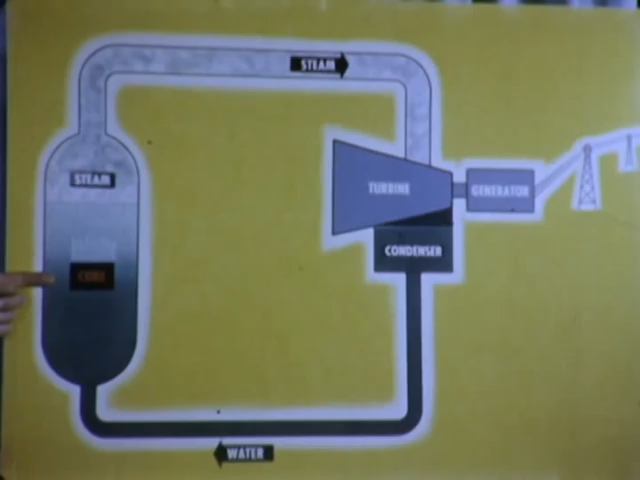 STEAM
STEAM
TURBINE
GENERATOR
CONDENSER
CORE
WATER